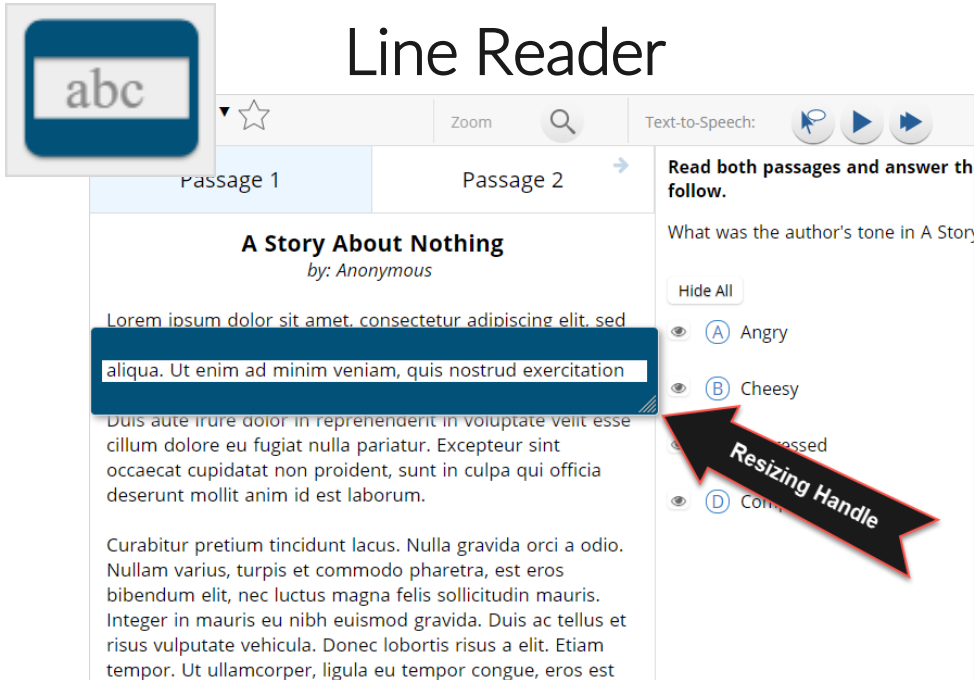 Line Reader
abc
Zoom
Text-to-Speech:
Passage 1
Passage 2
A Story About Nothing
by: Anonymous
Lorem ipsum dolor sit amet, consectetur adipiscing elit, sed
aliqua. Ut enim ad minim veniam, quis nostrud exercitation
Duis aute irure dolor in reprehenderit in voluptate velit esse
cillum dolore eu fugiat nulla pariatur. Excepteur sint
occaecat cupidatat non proident, sunt in culpa qui officia
deserunt mollit anim id est laborum.
Curabitur pretium tincidunt lacus. Nulla gravida orci a odio.
Nullam varius, turpis et commodo pharetra, est eros
bibendum elit, nec luctus magna felis sollicitudin mauris.
Integer in mauris eu nibh euismod gravida. Duis ac tellus et
risus vulputate vehicula. Donec lobortis risus a elit. Etiam
tempor. Ut ullamcorper, ligula eu tempor congue, eros est
Read both passages and answer th
follow.
What was the author's tone in A Story
Hide All
A Angry
B Cheesy
D
Resizing Handle